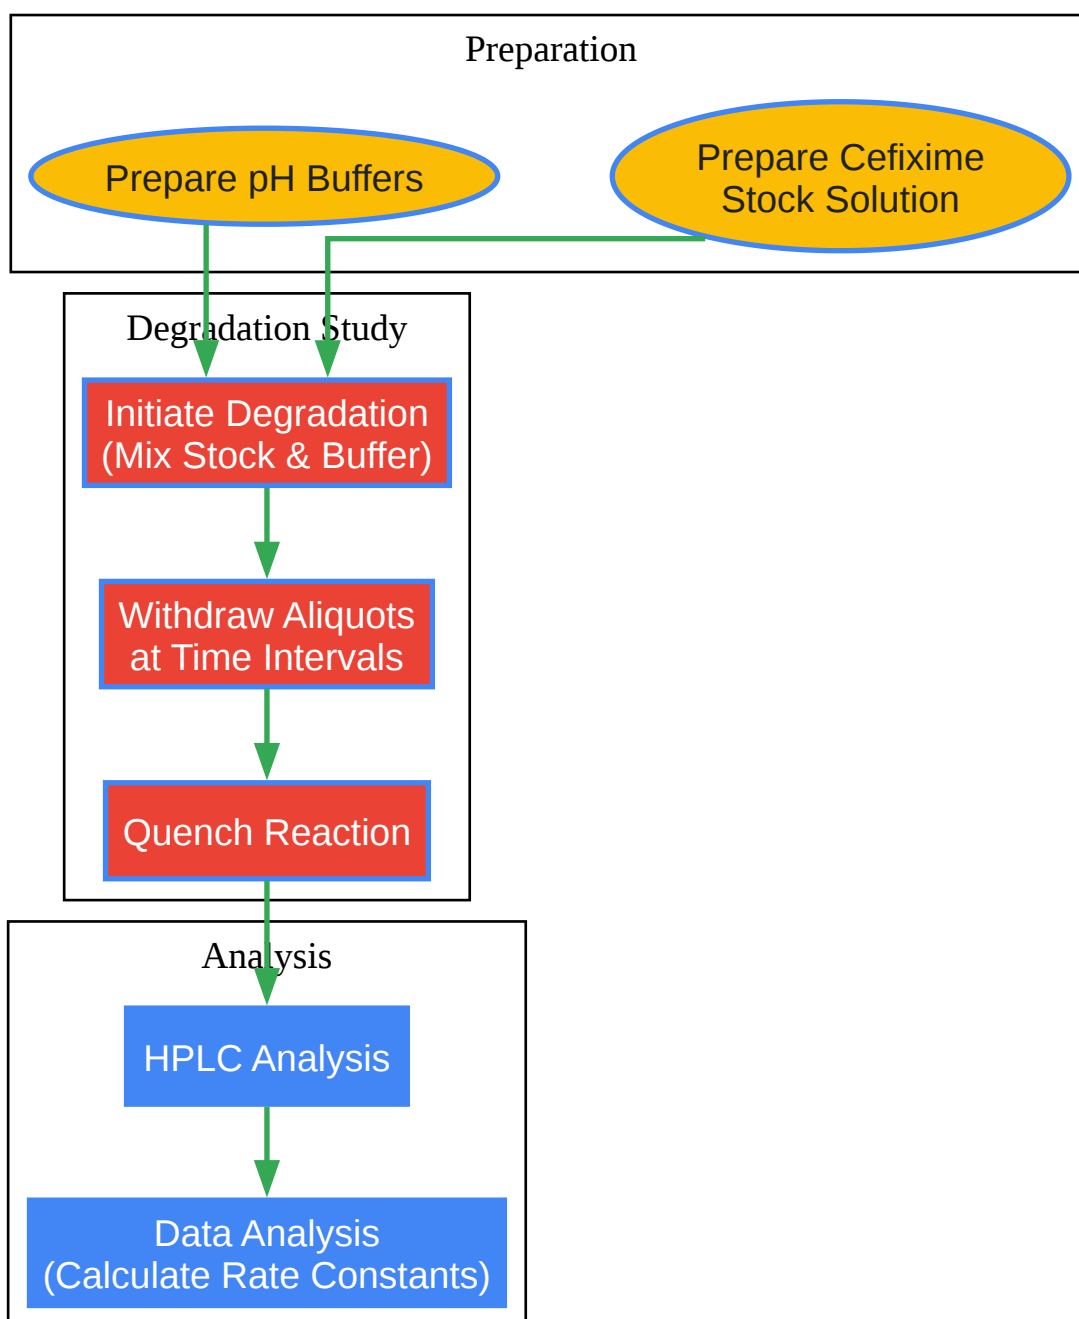 Preparation
Prepare pH Buffers
Prepare Cefixime
Stock Solution
Degradation Study
Initiate Degradation
(Mix Stock & Buffer)
Withdraw Aliquots
at Time Intervals
Quench Reaction
Analysis
HPLC Analysis
Data Analysis
(Calculate Rate Constants)